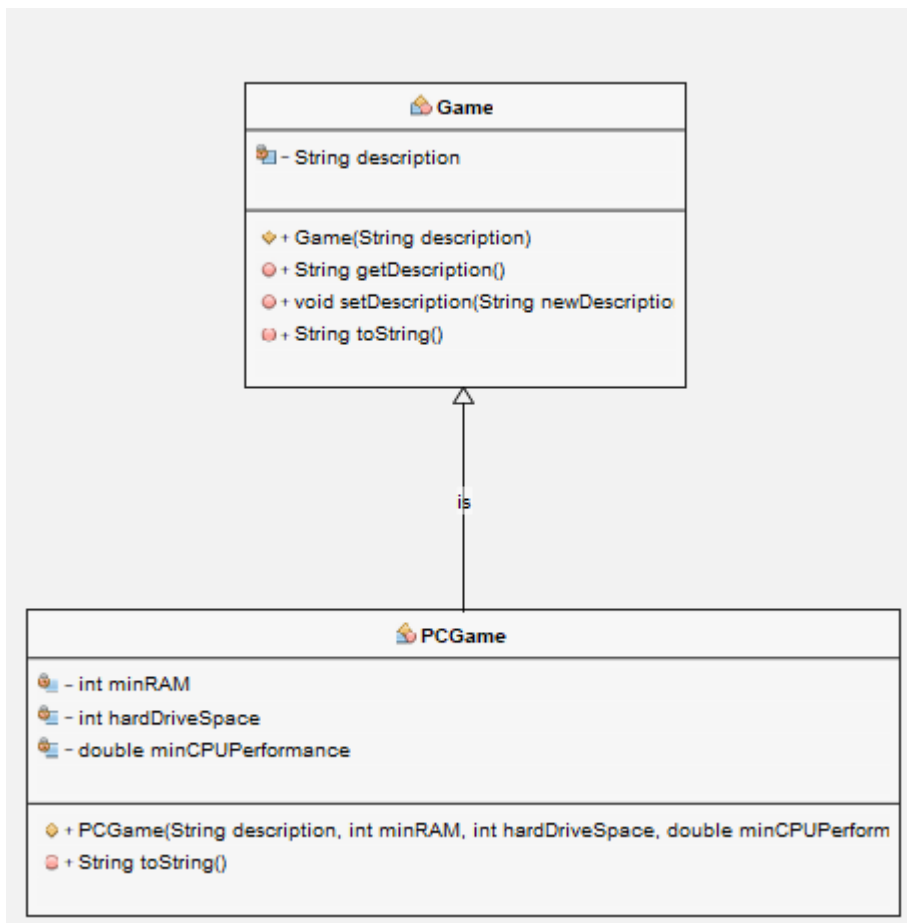 Game
- String description
+ Game(String description)
+ String getDescription()
+ void setDescription(String newDescriptio
+ String toString()
is
PCGame
- int minRAM
- int hardDriveSpace
- double minCPUPerformance
+ PCGame(String description, int minRAM, int hardDriveSpace, double minCPUPerform
+ String toString()